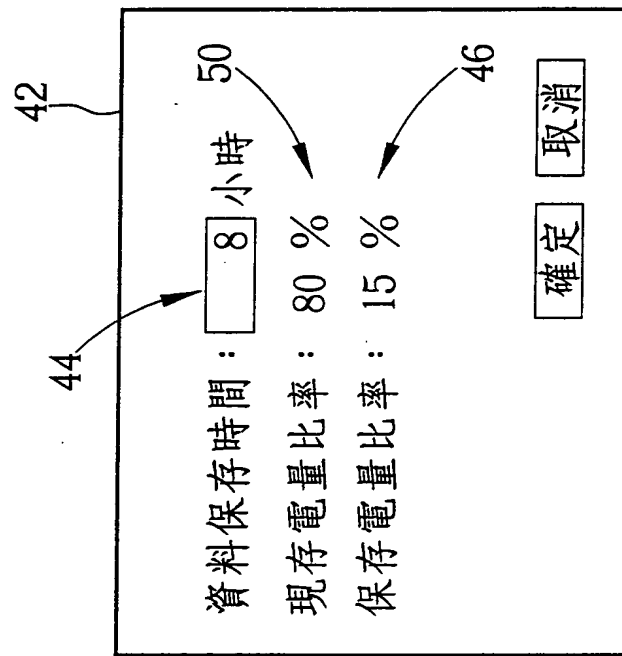 42
44
資料保存時間： 8 小時
現存電量比率： 80 %
50
保存電量比率： 15 %
46
確定 取消